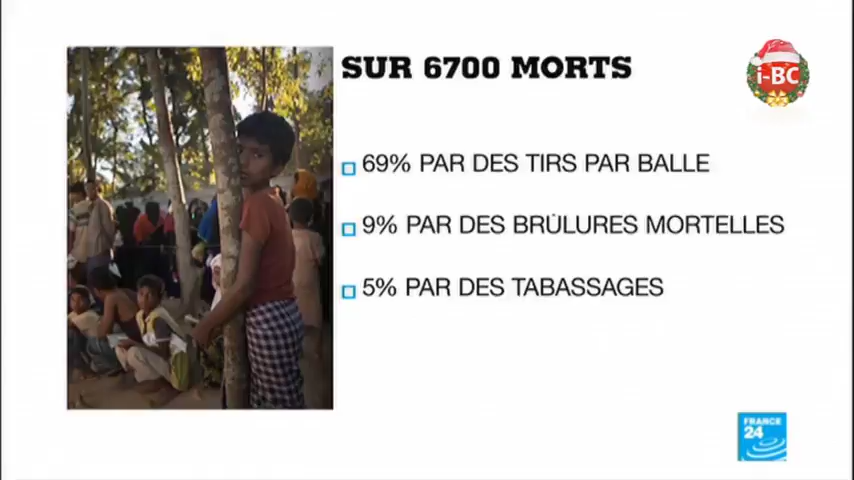 SUR 6700 MORTS
i-BC
69% PAR DES TIRS PAR BALLE
9% PAR DES BRÛLURES MORTELLES
5% PAR DES TABASSAGES
FRANCE
24